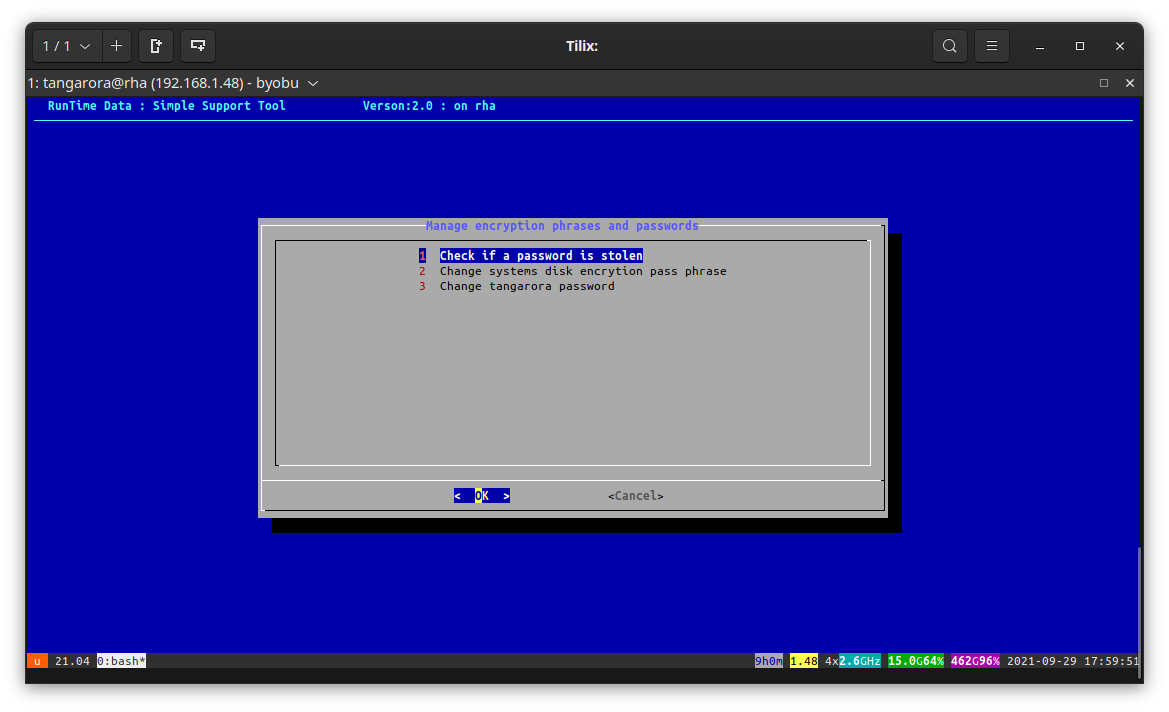 1 / 1
Tilix:
1: tangarora@rha (192.168.1.48) - byobu
RunTime Data : Simple Support Tool Verson:2.0 : on rha
Manage encryption phrases and passwords
1 Check if a password is stolen
2 Change systems disk encrytion pass phrase
3 Change tangarora password
< OK > <Cancel>
u 21.04 0:bash* 9h0m 1.48 4x2.6GHz 15.0G64% 462G96% 2021-09-29 17:59:51